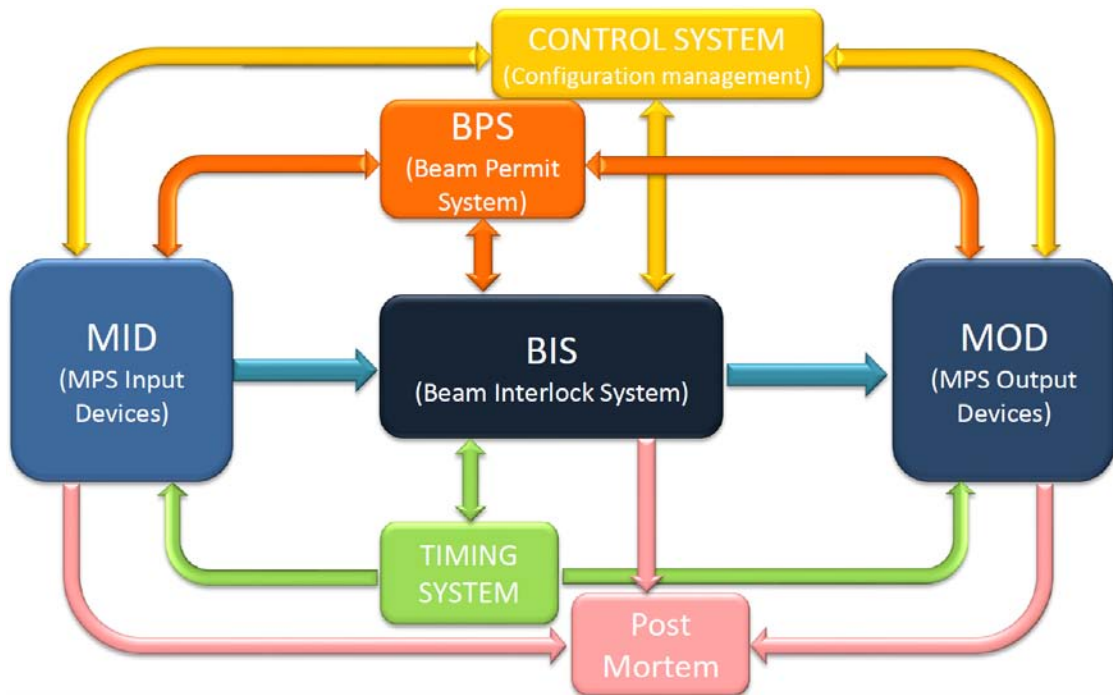 CONTROL SYSTEM
(Configuration management)
BPS
(Beam Permit
System)
MID
(MPS Input
Devices)
BIS
(Beam Interlock System)
MOD
(MPS Output
Devices)
TIMING
SYSTEM
Post
Mortem